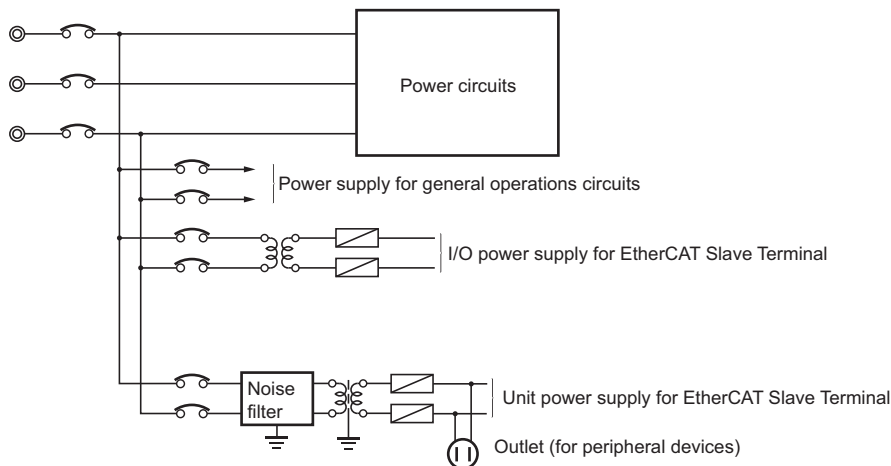 Power circuits
Power supply for general operations circuits
I/O power supply for EtherCAT Slave Terminal
Noise
filter
Unit power supply for EtherCAT Slave Terminal
Outlet (for peripheral devices)